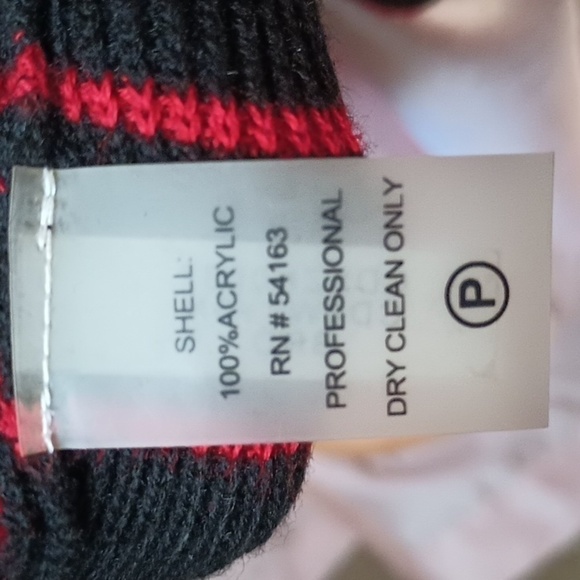 SHELL:
100%ACRYLIC
RN # 54163
PROFESSIONAL
DRY CLEAN ONLY
P